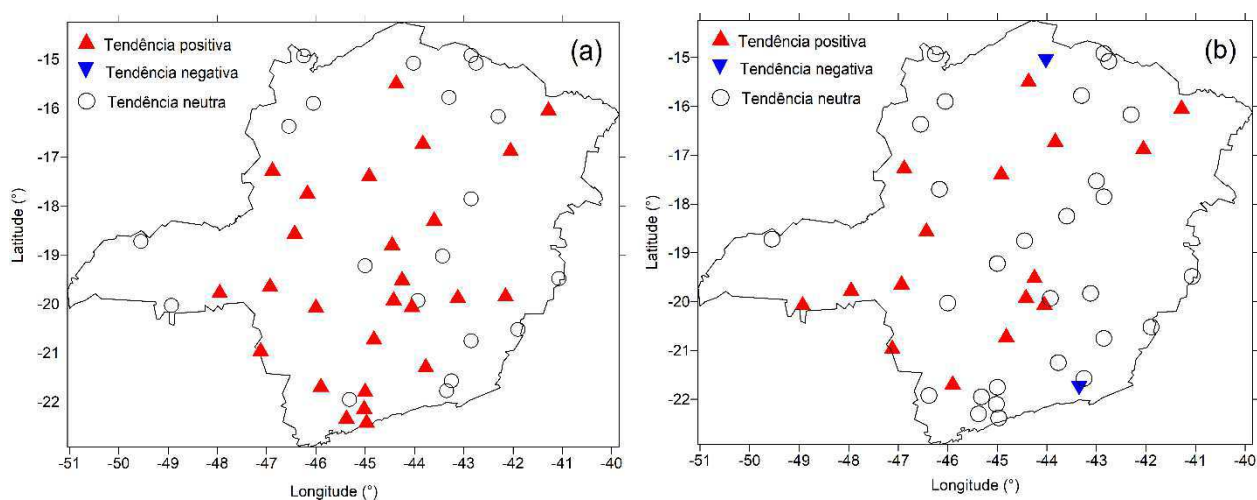 (a)
Tendência positiva
Tendência negativa
Tendência neutra
-15
-16
-17
-18
-19
-20
-21
-22
Latitude (°)
-51 -50 -49 -48 -47 -46 -45 -44 -43 -42 -41 -40
Longitude (°)
(b)
Tendência positiva
Tendência negativa
Tendência neutra
-15
-16
-17
-18
-19
-20
-21
-22
Latitude (°)
-51 -50 -49 -48 -47 -46 -45 -44 -43 -42 -41 -40
Longitude (°)